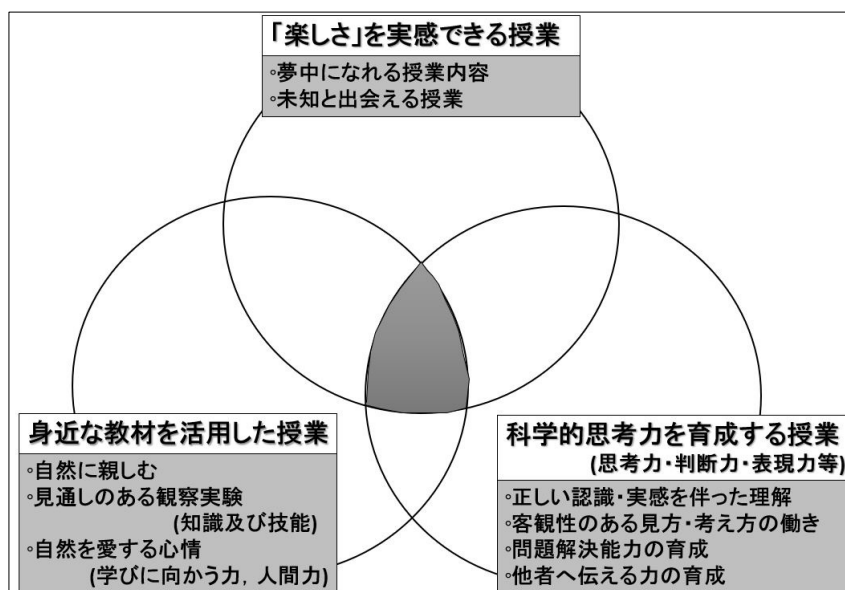 「楽しさ」を実感できる授業
◦夢中になれる授業内容
◦未知と出会える授業
身近な教材を活用した授業
◦自然に親しむ
◦見通しのある観察実験
(知識及び技能)
◦自然を愛する心情
(学びに向かう力，人間力)
科学的思考力を育成する授業
(思考力・判断力・表現力等)
◦正しい認識・実感を伴った理解
◦客観性のある見方・考え方の働き
◦問題解決能力の育成
◦他者へ伝える力の育成